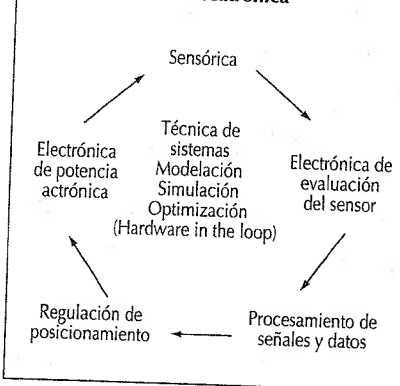 Sensórica
Técnica de
sistemas
Modelación
Simulación
Optimización
(Hardware in the loop)
Electrónica de
evaluación
del sensor
Procesamiento de
señales y datos
Regulación de
posicionamiento
Electrónica
de potencia
actrónica